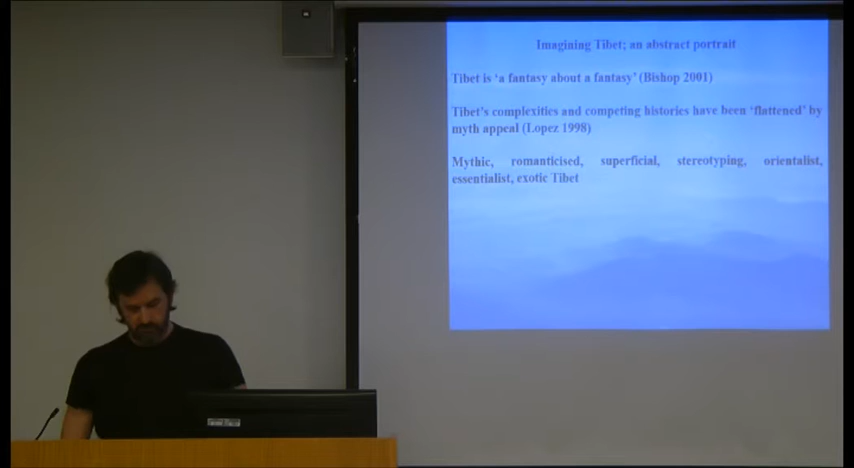 Imagining Tibet; an abstract portrait
Tibet is ‘a fantasy about a fantasy’ (Bishop 2001)
Tibet’s complexities and competing histories have been ‘flattened’ by
myth appeal (Lopez 1998)
Mythic, romanticised, superficial, stereotyping, orientalist,
essentialist, exotic Tibet